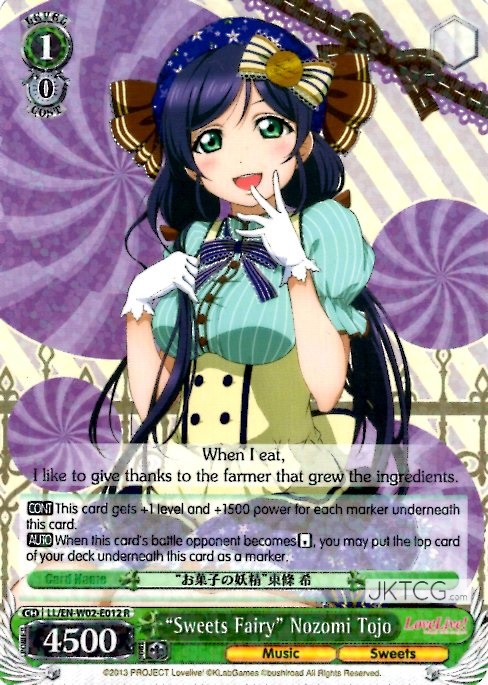 LEVEL
1
0
COST
When I eat,
I like to give thanks to the farmer that grew the ingredients.
CONT This card gets +1 level and +1500 power for each marker underneath
this card.
AUTO When this card's battle opponent becomes , you may put the top card
of your deck underneath this card as a marker.
Card Name "お菓子の妖精"東條 希
JKTCG.com
CH LL/EN-W02-E012 R
POWER 4500 SOUL "Sweets Fairy" Nozomi Tojo LoveLive!
Music Sweets
©2013 PROJECT Lovelive! ©KLabGames ©bushiroad All Rights Reserved.